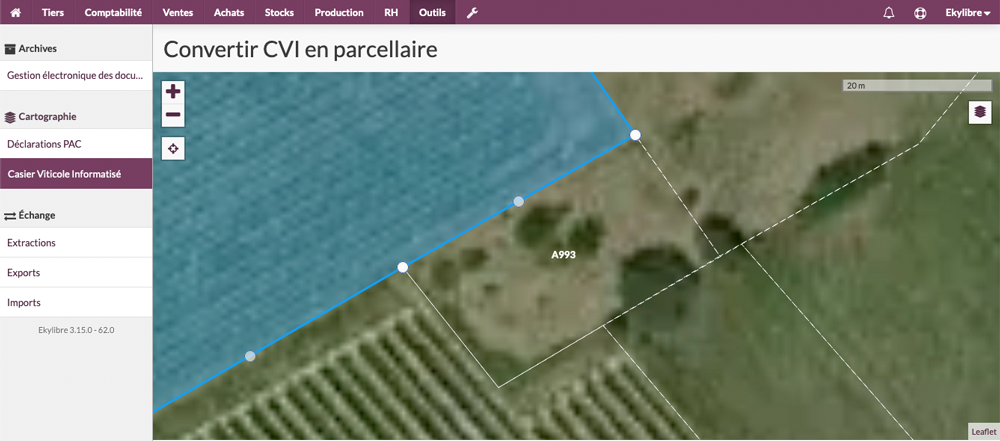 Tiers Comptabilité Ventes Achats Stocks Production RH Outils Ekylibre
Archives
Gestion électronique des docu...
Cartographie
Déclarations PAC
Casier Viticole Informatisé
Échange
Extractions
Exports
Imports
Ekylibre 3.15.0 - 62.0
Convertir CVI en parcellaire
+
−
20 m
A993
Leaflet